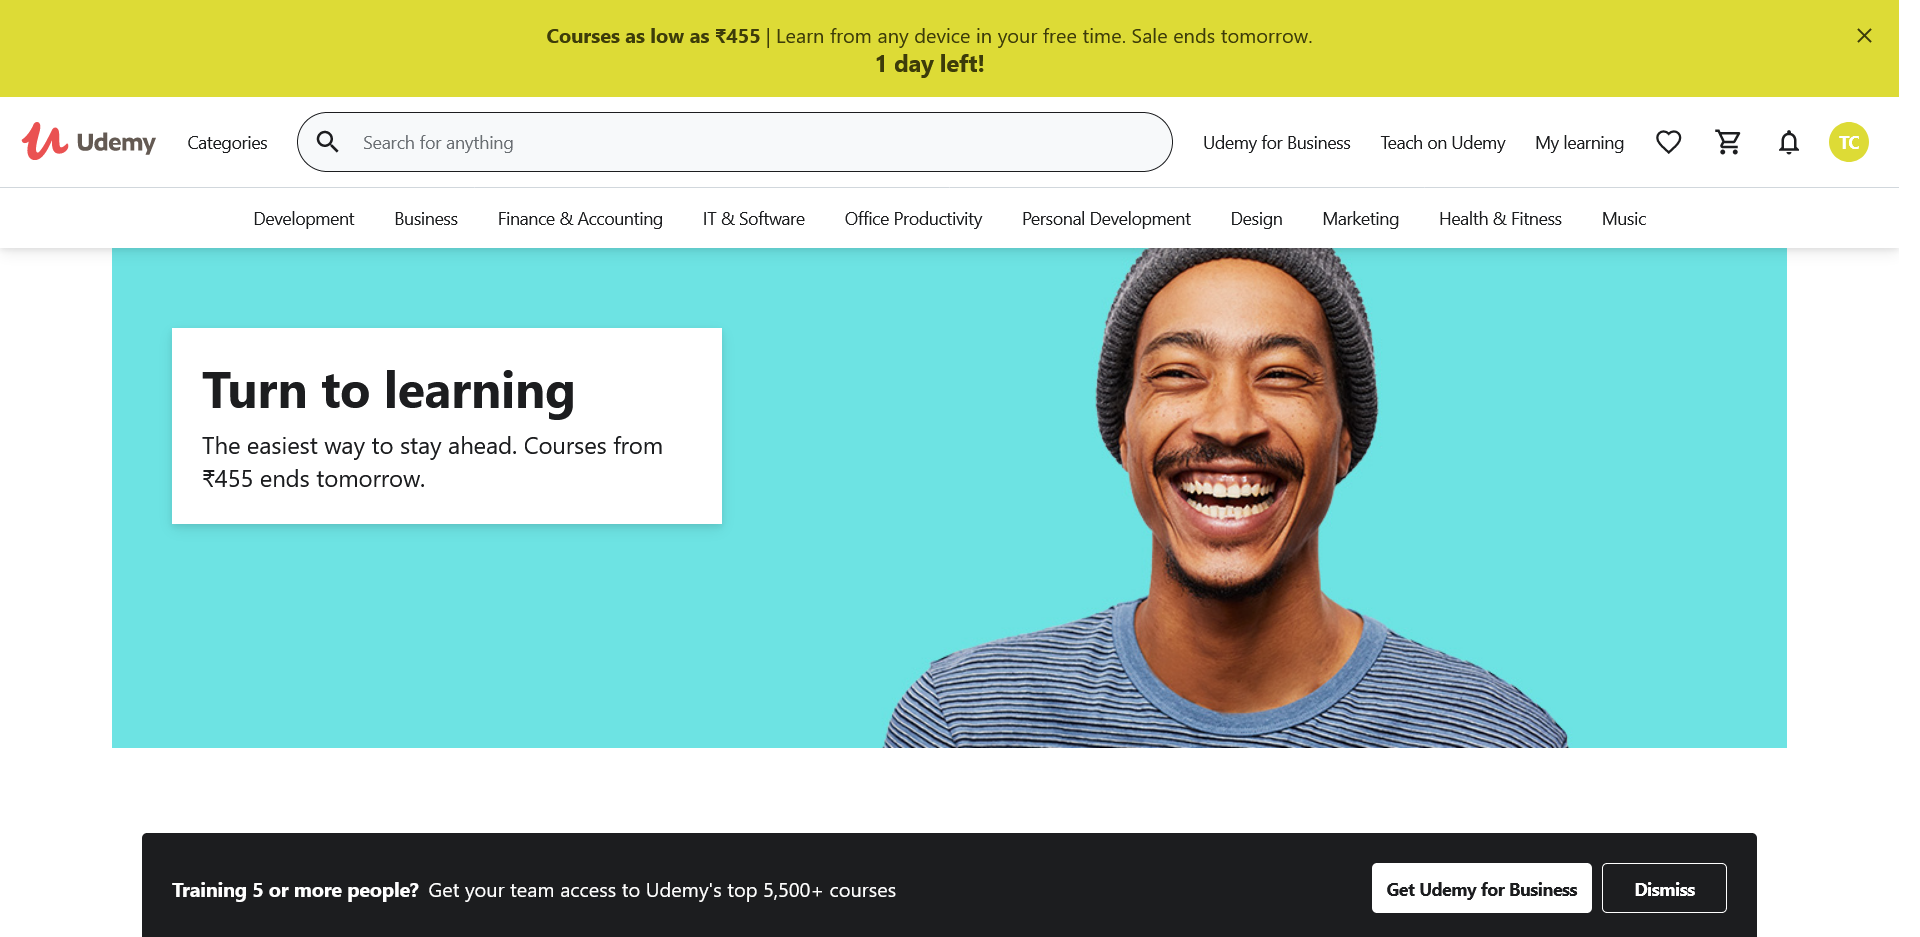 Courses as low as ₹455 | Learn from any device in your free time. Sale ends tomorrow.
1 day left!
Udemy
Categories
Search for anything
Udemy for Business
Teach on Udemy
My learning
TC
Development
Business
Finance & Accounting
IT & Software
Office Productivity
Personal Development
Design
Marketing
Health & Fitness
Music
Turn to learning
The easiest way to stay ahead. Courses from
₹455 ends tomorrow.
Training 5 or more people? Get your team access to Udemy's top 5,500+ courses
Get Udemy for Business
Dismiss